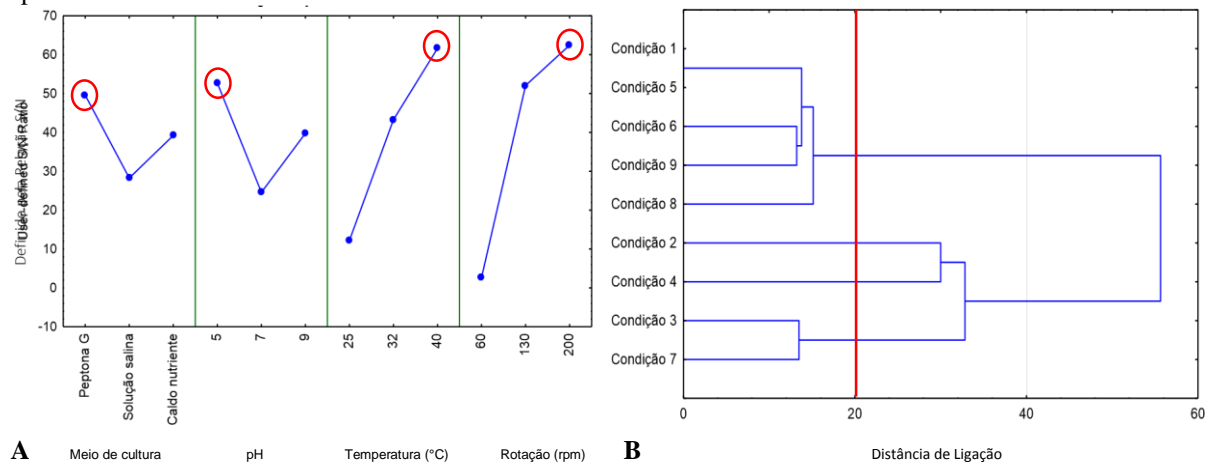 70
60
50
40
30
20
10
0
-10
Peptona G
Solução salina
Caldo nutriente
5
7
9
25
32
40
60
130
200
A
Meio de cultura
pH
Temperatura (°C)
Rotação (rpm)
Condição 1
Condição 5
Condição 6
Condição 9
Condição 8
Condição 2
Condição 4
Condição 3
Condição 7
0
20
40
60
B
Distância de Ligação